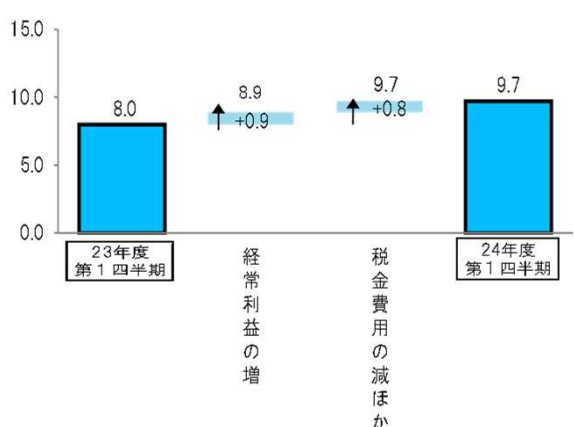 15.0
10.0
5.0
0.0
8.0
8.9
+0.9
9.7
+0.8
9.7
23年度
第1四半期
経常利益の増
税金費用の減ほか
24年度
第1四半期